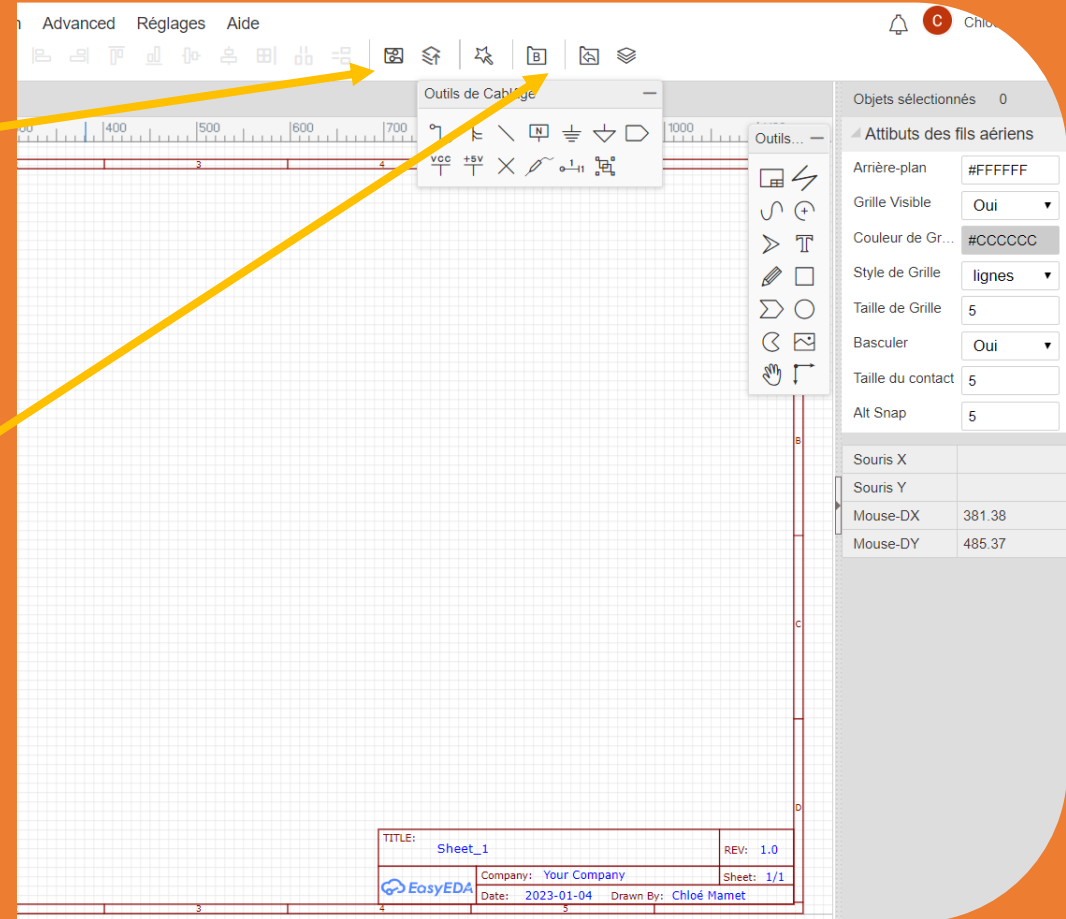 Advanced Réglages Aide
C
B
Outils de Cablage
400 500 600 700 1000
Outils...
N
VCC +5V
1
T
3 4
Objets sélectionnés 0
Attibuts des fils aériens
Arrière-plan #FFFFFF
Grille Visible Oui
Couleur de Gr... #CCCCCC
Style de Grille lignes
Taille de Grille 5
Basculer Oui
Taille du contact 5
Alt Snap 5
Souris X
Souris Y
Mouse-DX 381.38
Mouse-DY 485.37
B
C
D
TITLE:
Sheet_1
REV: 1.0
EasyEDA
Company: Your Company
Sheet: 1/1
Date: 2023-01-04 Drawn By: Chloé Mamet
3 4 5